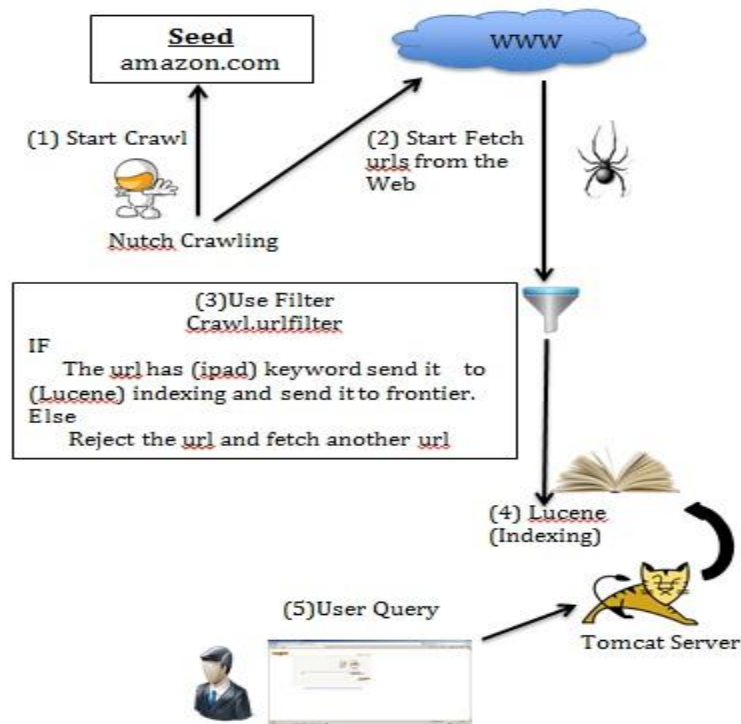 Seed
amazon.com
WWW
(1) Start Crawl
(2) Start Fetch
urls from the
Web
Nutch Crawling
(3)Use Filter
Crawl.urlfilter
IF
The url has (ipad) keyword send it to
(Lucene) indexing and send it to frontier.
Else
Reject the url and fetch another url
(4) Lucene
(Indexing)
(5)User Query
Tomcat Server